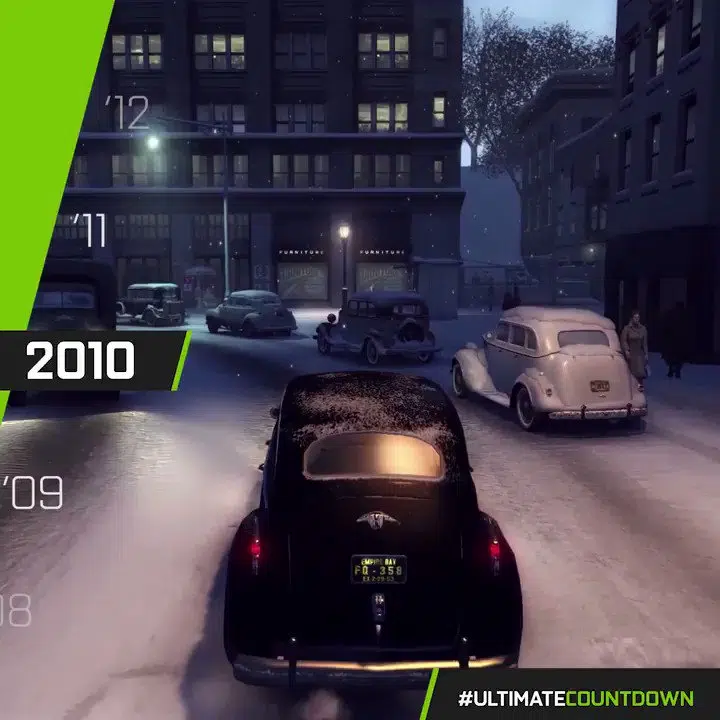 '12
'11
FURNITURE FURNITURE
2010
'09
08
EMPIRE BAY
FQ-358
#ULTIMATECOUNTDOWN